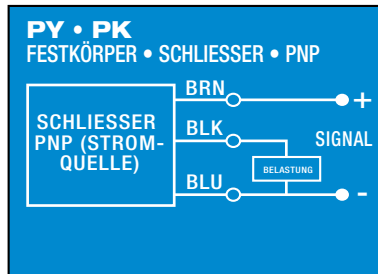 PY • PK
FESTKÖRPER • SCHLIESSER • PNP
BRN
+
SCHLIESSER
PNP (STROM-
QUELLE)
BLK
SIGNAL
BELASTUNG
BLU
-